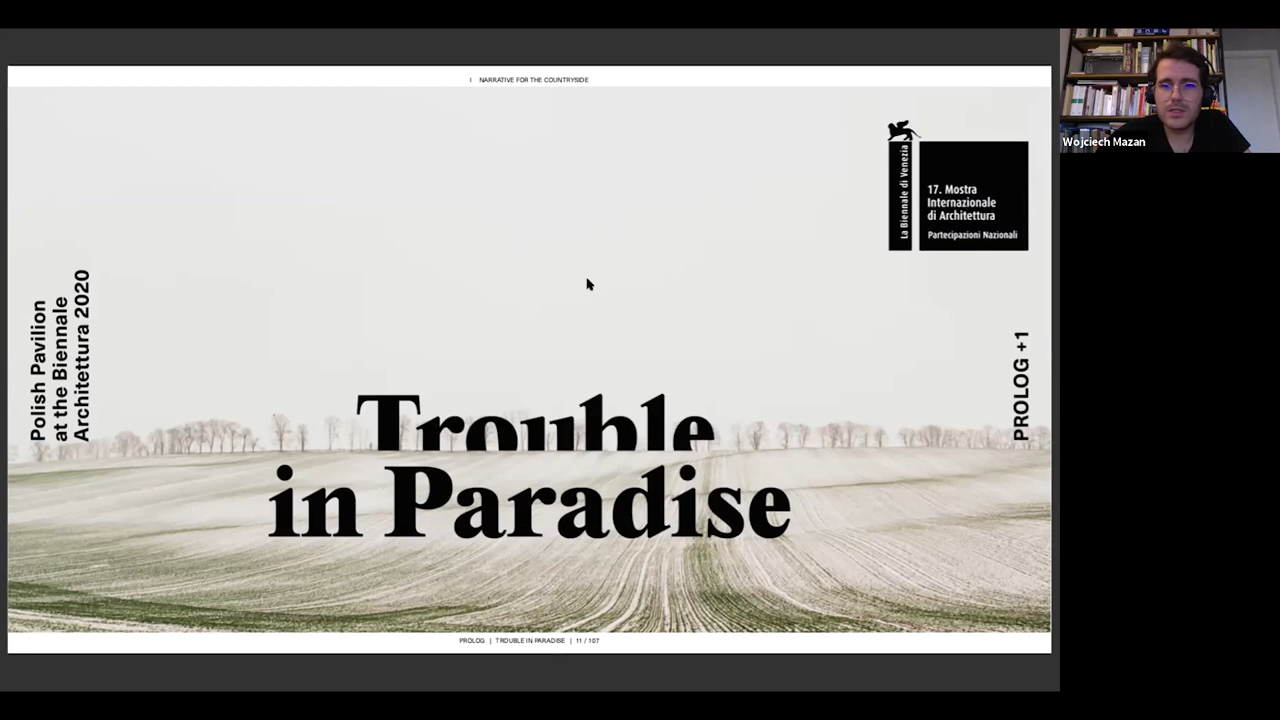 I NARRATIVE FOR THE COUNTRYSIDE
Polish Pavilion
at the Biennale
Architettura 2020
La Biennale di Venezia
17. Mostra
Internazionale
di Architettura
Partecipazioni Nazionali
PROLOG +1
Trouble
in Paradise
PROLOG | TROUBLE IN PARADISE | 11 / 107
Wojciech Mazan